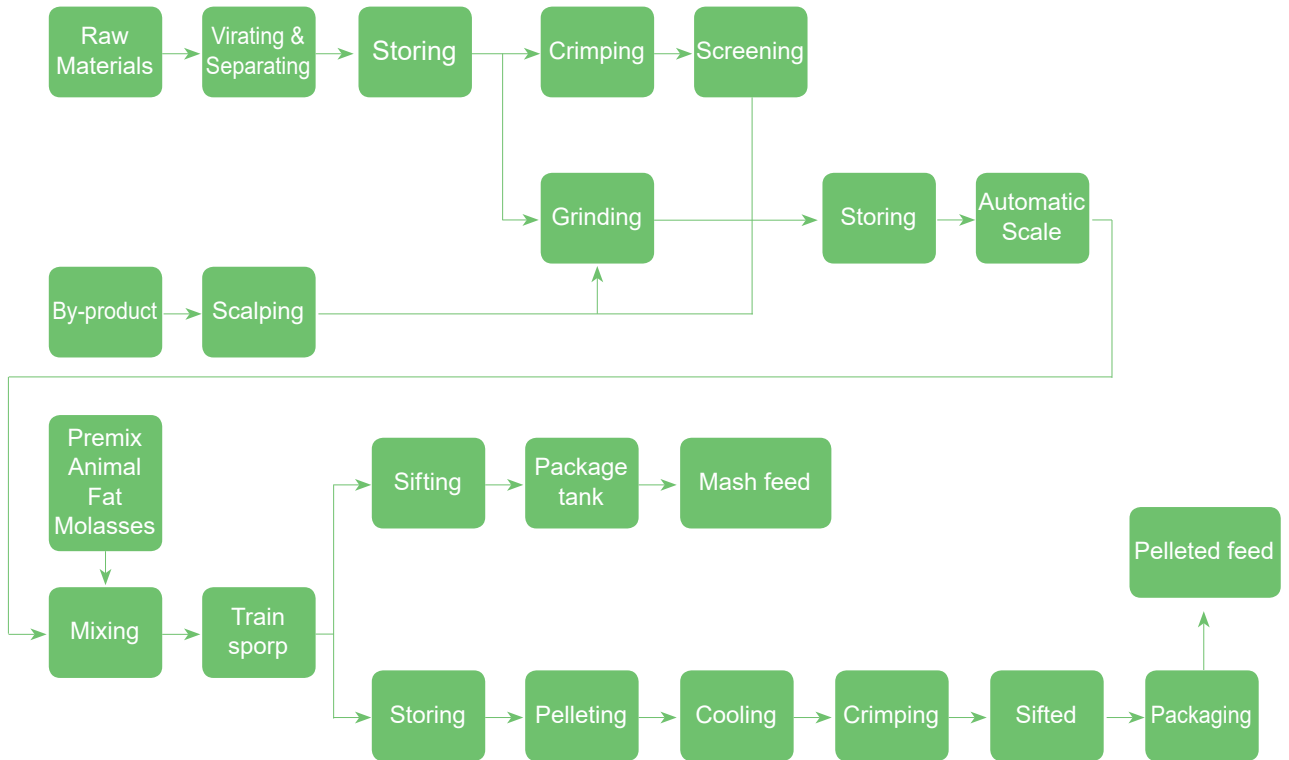 Raw
Materials
Virating &
Separating
Storing
Crimping
Screening
Grinding
Storing
Automatic
Scale
By-product
Scalping
Premix
Animal
Fat
Molasses
Sifting
Package
tank
Mash feed
Pelleted feed
Mixing
Train
sporp
Storing
Pelleting
Cooling
Crimping
Sifted
Packaging